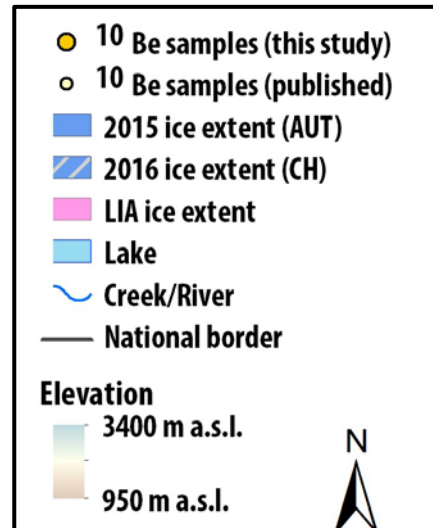 10 Be samples (this study)
10 Be samples (published)
2015 ice extent (AUT)
2016 ice extent (CH)
LIA ice extent
Lake
Creek/River
National border
Elevation
3400 m a.s.l.
950 m a.s.l.
N